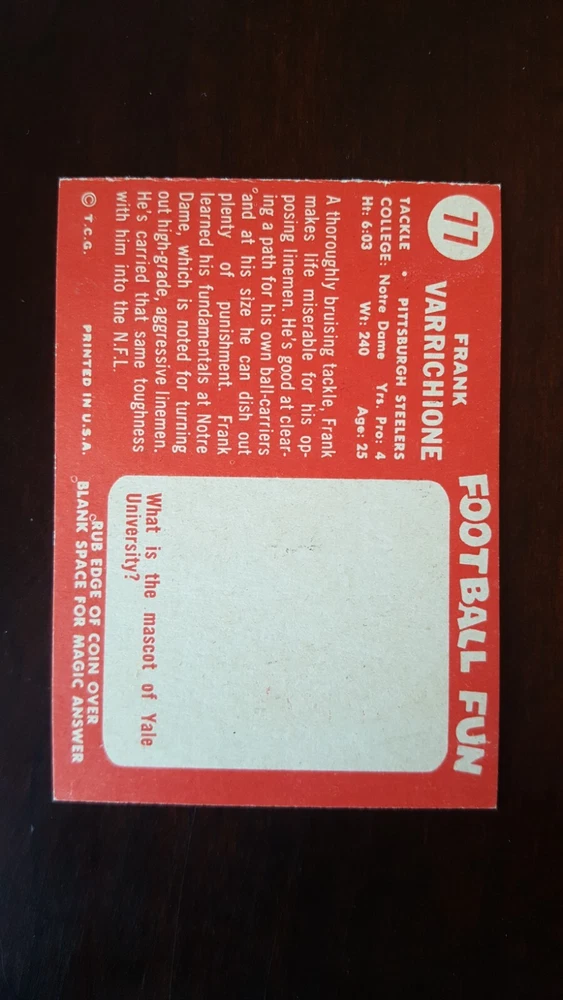 77
FRANK
VARRICHIONE
TACKLE • PITTSBURGH STEELERS
COLLEGE: Notre Dame Yrs. Pro: 4
Ht: 6:03 Wt: 240 Age: 25
A thoroughly bruising tackle, Frank
makes life miserable for his op-
posing linemen. He's good at clear-
ing a path for his own ball-carriers
and at his size he can dish out
plenty of punishment. Frank
learned his fundamentals at Notre
Dame, which is noted for turning
out high-grade, aggressive linemen.
He's carried that same toughness
with him into the N.F.L.
© T.C.G. PRINTED IN U.S.A.
FOOTBALL FUN
What is the mascot of Yale
University?
RUB EDGE OF COIN OVER
BLANK SPACE FOR MAGIC ANSWER